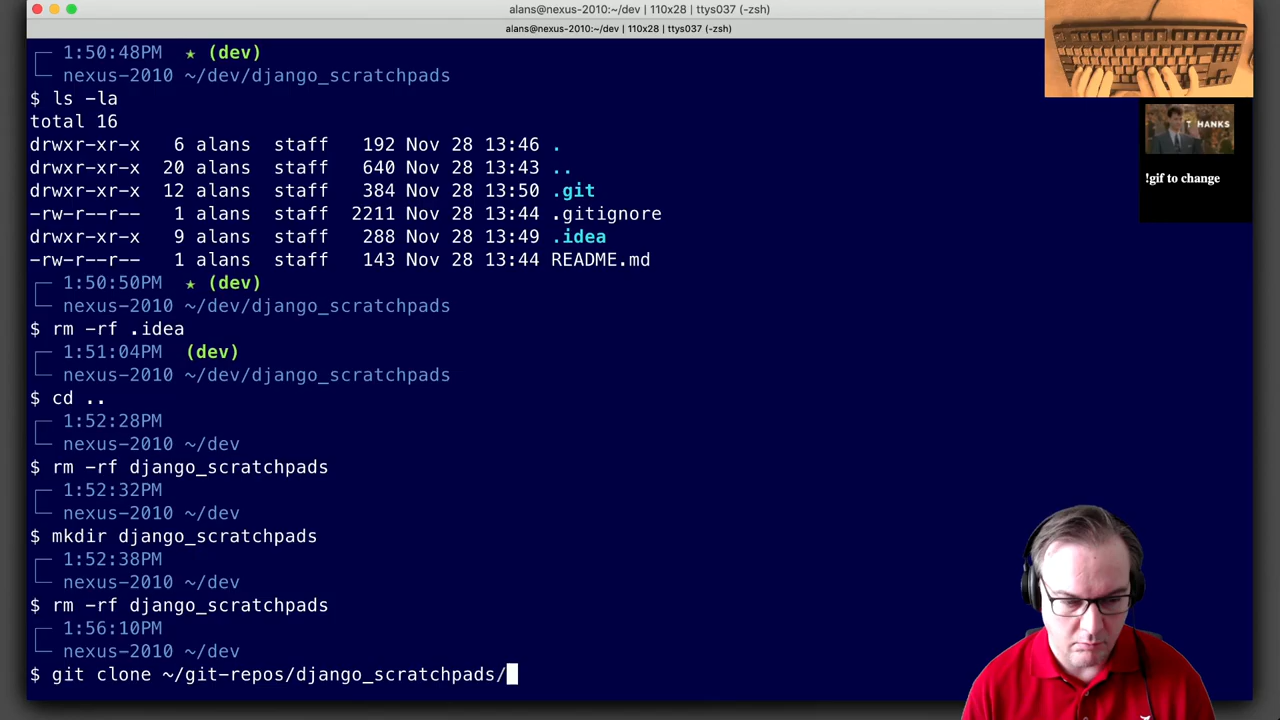 alans@nexus-2010:~/dev | 110x28 | ttys037 (-zsh)
alans@nexus-2010:~/dev | 110x28 | ttys037 (-zsh)
1:50:48PM ★ (dev)
nexus-2010 ~/dev/django_scratchpads
$ ls -la
total 16
drwxr-xr-x 6 alans staff 192 Nov 28 13:46 .
drwxr-xr-x 20 alans staff 640 Nov 28 13:43 ..
drwxr-xr-x 12 alans staff 384 Nov 28 13:50 .git
-rw-r--r-- 1 alans staff 2211 Nov 28 13:44 .gitignore
drwxr-xr-x 9 alans staff 288 Nov 28 13:49 .idea
-rw-r--r-- 1 alans staff 143 Nov 28 13:44 README.md
1:50:50PM ★ (dev)
nexus-2010 ~/dev/django_scratchpads
$ rm -rf .idea
1:51:04PM (dev)
nexus-2010 ~/dev/django_scratchpads
$ cd ..
1:52:28PM
nexus-2010 ~/dev
$ rm -rf django_scratchpads
1:52:32PM
nexus-2010 ~/dev
$ mkdir django_scratchpads
1:52:38PM
nexus-2010 ~/dev
$ rm -rf django_scratchpads
1:56:10PM
nexus-2010 ~/dev
$ git clone ~/git-repos/django_scratchpads/
T HANKS
!gif to change